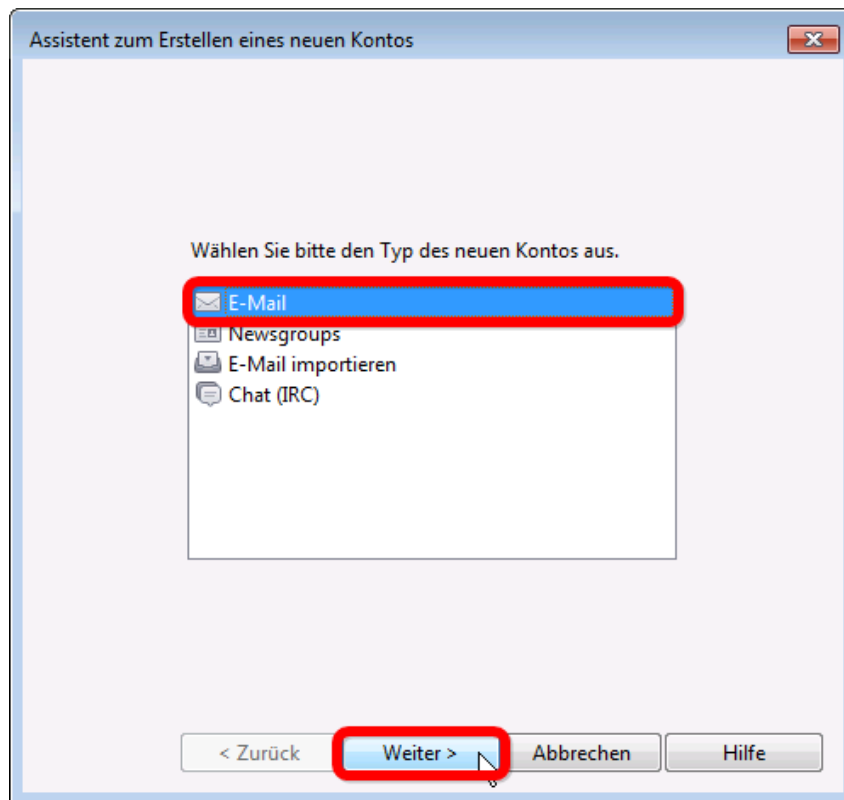 Assistent zum Erstellen eines neuen Kontos
Wählen Sie bitte den Typ des neuen Kontos aus.
E-Mail
Newsgroups
E-Mail importieren
Chat (IRC)
< Zurück Weiter > Abbrechen Hilfe